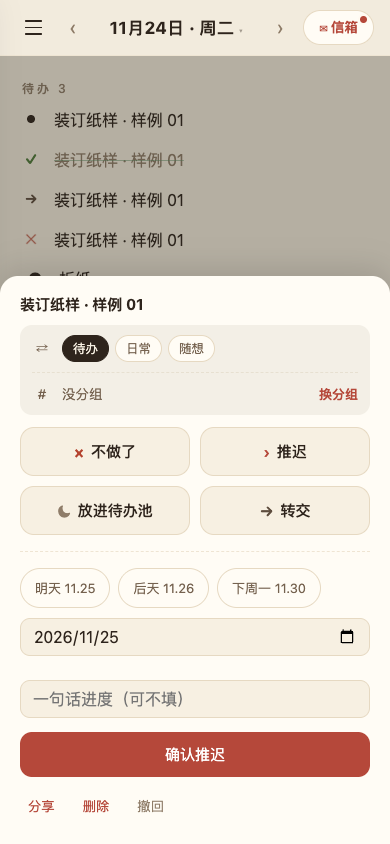 11月24日 · 周二
信箱
待办 3
装订纸样 · 样例 01
装订纸样 · 样例 01
装订纸样 · 样例 01
装订纸样 · 样例 01
装订纸样 · 样例 01
待办 日常 随想
# 没分组 换分组
× 不做了 › 推迟
放进待办池 → 转交
明天 11.25 后天 11.26 下周一 11.30
2026/11/25
一句话进度（可不填）
确认推迟
分享 删除 撤回